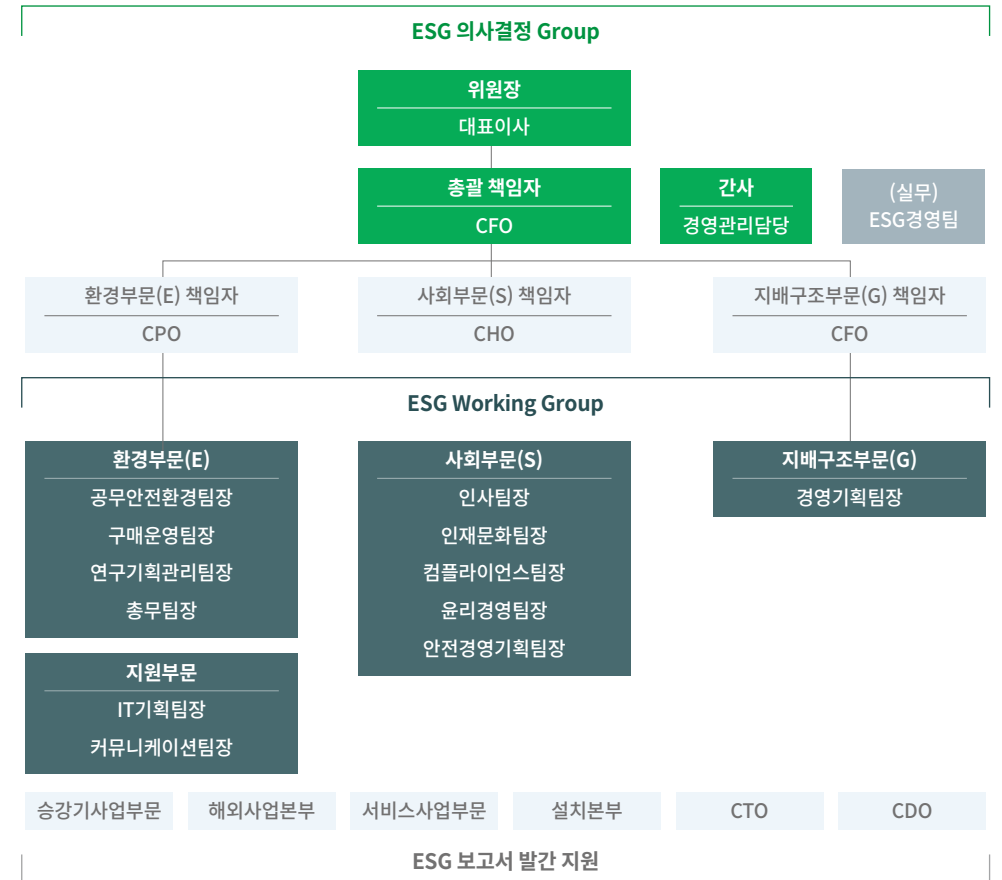 ESG 의사결정 Group
위원장
대표이사
총괄 책임자
CFO
간사
경영관리담당
(실무)
ESG경영팀
환경부문(E) 책임자
CPO
사회부문(S) 책임자
CHO
지배구조부문(G) 책임자
CFO
ESG Working Group
환경부문(E)
공무안전환경팀장
구매운영팀장
연구기획관리팀장
총무팀장
사회부문(S)
인사팀장
인재문화팀장
컴플라이언스팀장
윤리경영팀장
안전경영기획팀장
지배구조부문(G)
경영기획팀장
지원부문
IT기획팀장
커뮤니케이션팀장
승강기사업부문
해외사업본부
서비스사업부문
설치본부
CTO
CDO
ESG 보고서 발간 지원